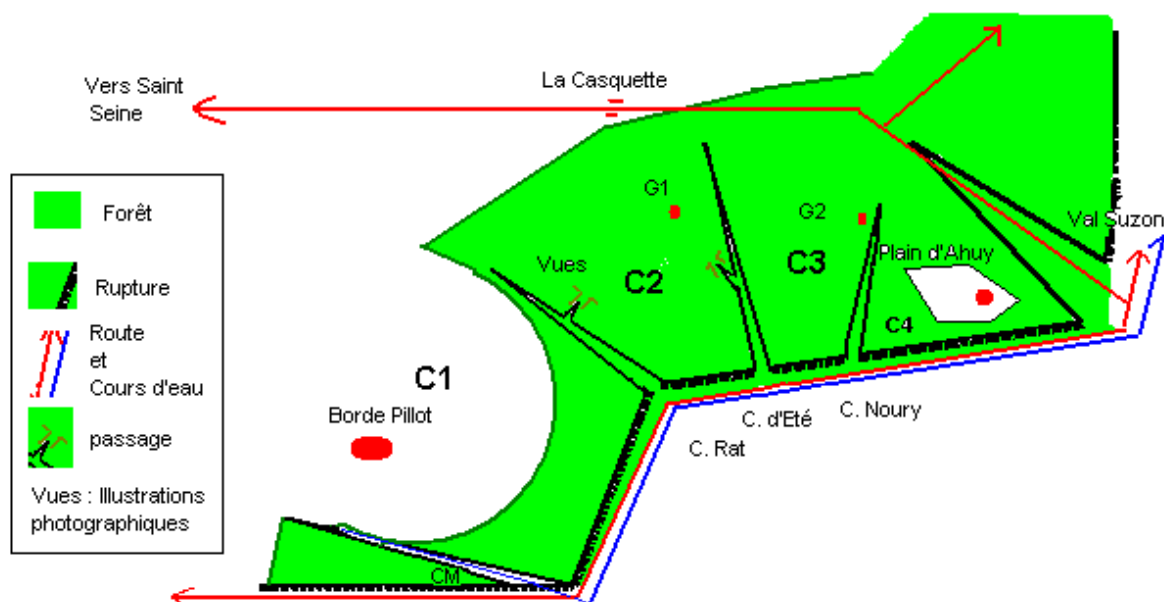 Vers Saint
Seine
La Casquette
Forêt
Rupture
Route
et
Cours d'eau
passage
Vues : Illustrations
photographiques
G1
G2
Val Suzon
Plain d'Ahuy
Vues
C2
C3
C4
C1
Borde Pillot
C. Noury
C. d'Eté
C. Rat
CM